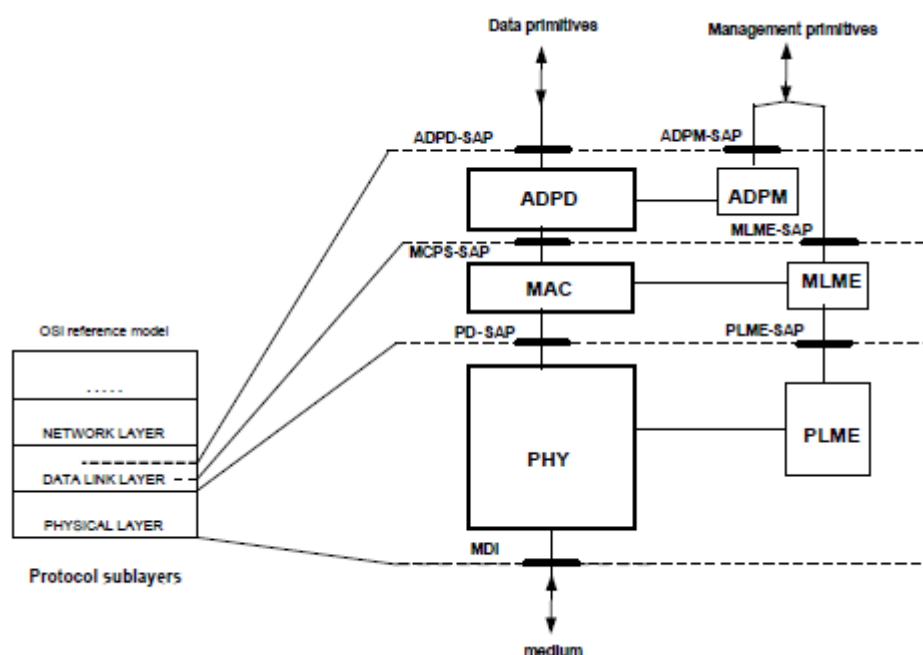 Data primitives
Management primitives
ADPD-SAP
ADPM-SAP
ADPD
ADPM
MCPS-SAP
MLME-SAP
MAC
MLME
OSI reference model
PD-SAP
PLME-SAP
.....
NETWORK LAYER
DATA LINK LAYER
PHYSICAL LAYER
PHY
PLME
MDI
Protocol sublayers
medium